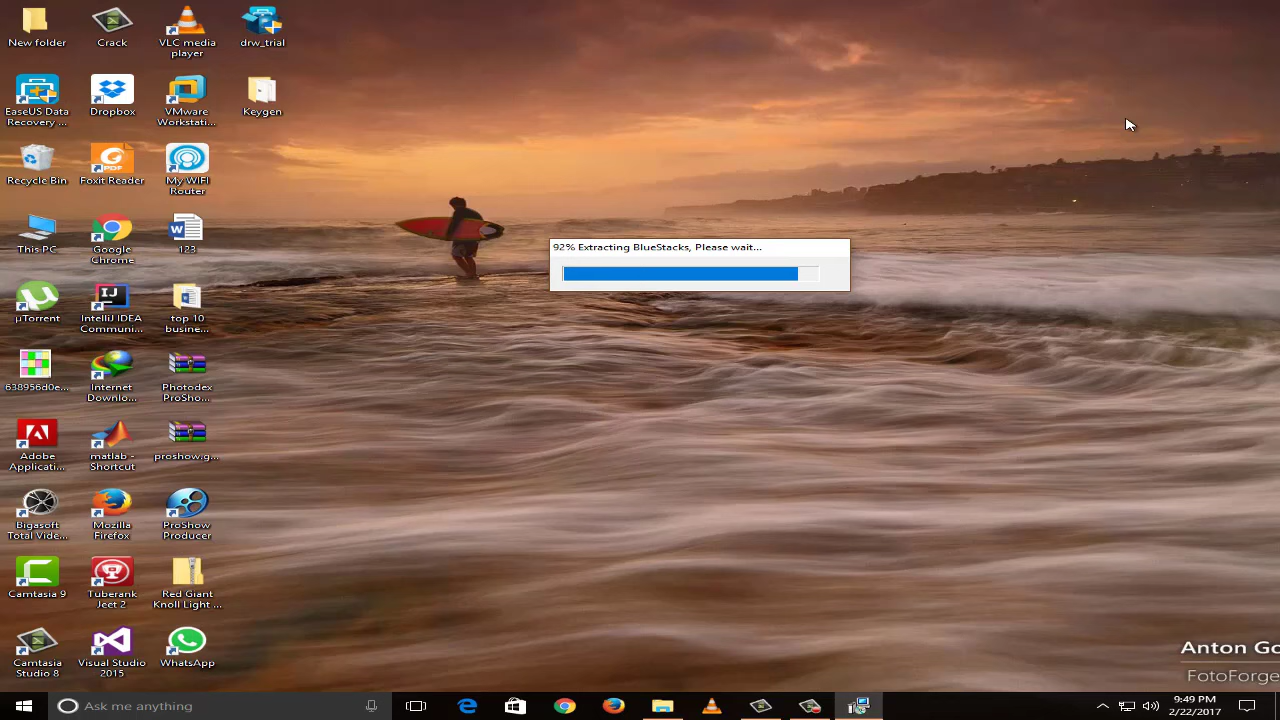 New folder
Crack
VLC media
player
drw_trial
EaseUS Data
Recovery ...
Dropbox
VMware
Workstati...
Keygen
Recycle Bin
Foxit Reader
My WIFI
Router
This PC
Google
Chrome
123
µTorrent
IntelliJ IDEA
Communi...
top 10
busine...
638956d0e...
Internet
Downlo...
Photodex
ProSho...
Adobe
Applicati...
matlab -
Shortcut
proshow.g...
Bigasoft
Total Vide...
Mozilla
Firefox
ProShow
Producer
Camtasia 9
Tuberank
Jeet 2
Red Giant
Knoll Light ...
Camtasia
Studio 8
Visual Studio
2015
WhatsApp
92% Extracting BlueStacks, Please wait...
Anton Go
FotoForge
Ask me anything
9:49 PM
2/22/2017